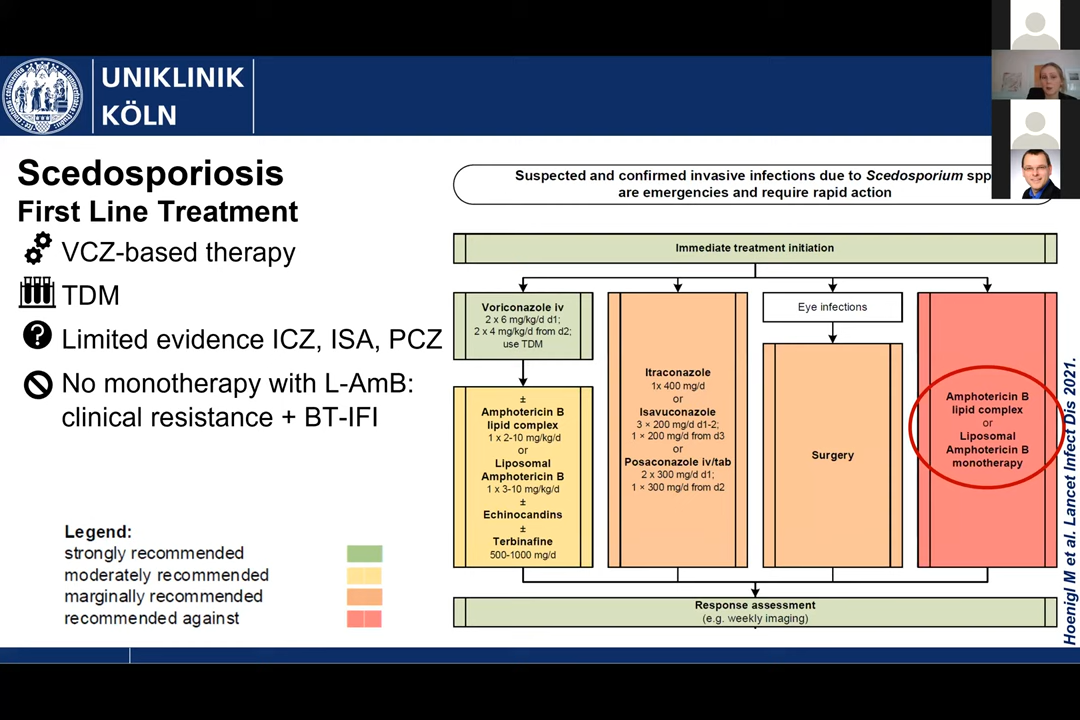 UNIKLINIK
KÖLN
Scedosporiosis
First Line Treatment
VCZ-based therapy
TDM
Limited evidence ICZ, ISA, PCZ
No monotherapy with L-AmB:
clinical resistance + BT-IFI
Legend:
strongly recommended
moderately recommended
marginally recommended
recommended against
Suspected and confirmed invasive infections due to Scedosporium spp
are emergencies and require rapid action
Immediate treatment initiation
Voriconazole iv
2 x 6 mg/kg/d d1;
2 x 4 mg/kg/d from d2;
use TDM
±
Amphotericin B
lipid complex
1 x 2-10 mg/kg/d
or
Liposomal
Amphotericin B
1 x 3-10 mg/kg/d
±
Echinocandins
±
Terbinafine
500-1000 mg/d
Itraconazole
1x 400 mg/d
or
Isavuconazole
3 × 200 mg/d d1-2;
1 × 200 mg/d from d3
or
Posaconazole iv/tab
2 x 300 mg/d d1;
1 × 300 mg/d from d2
Eye infections
Surgery
Amphotericin B
lipid complex
or
Liposomal
Amphotericin B
monotherapy
Response assessment
(e.g. weekly imaging)
Hoenigl M et al. Lancet Infect Dis 2021.